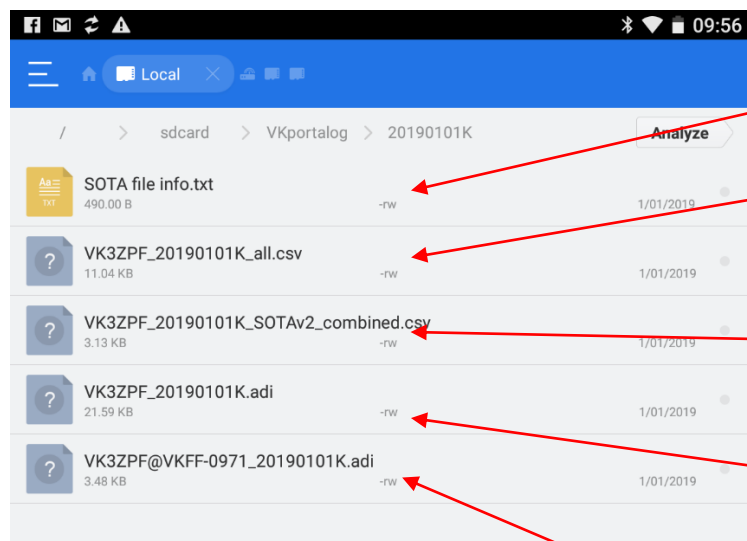 09:56
Local
/ > sdcard > VKportalog > 20190101K Analyze
Aa
TXT
SOTA file info.txt
490.00 B -rw 1/01/2019
? VK3ZPF_20190101K_all.csv
11.04 KB -rw 1/01/2019
? VK3ZPF_20190101K_SOTAv2_combined.csv
3.13 KB -rw 1/01/2019
? VK3ZPF_20190101K.adi
21.59 KB -rw 1/01/2019
? VK3ZPF@VKFF-0971_20190101K.adi
3.48 KB -rw 1/01/2019